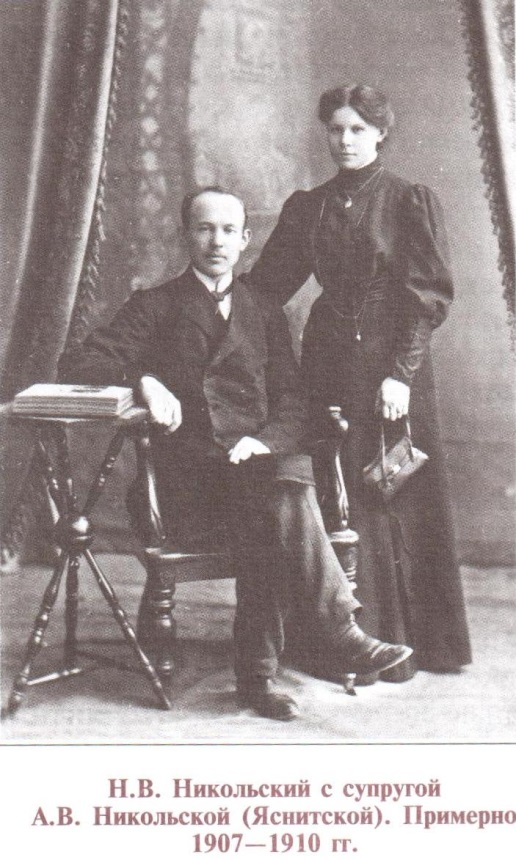 Н.В. Никольский с супругой
А.В. Никольской (Яснитской). Примерно
1907—1910 гг.